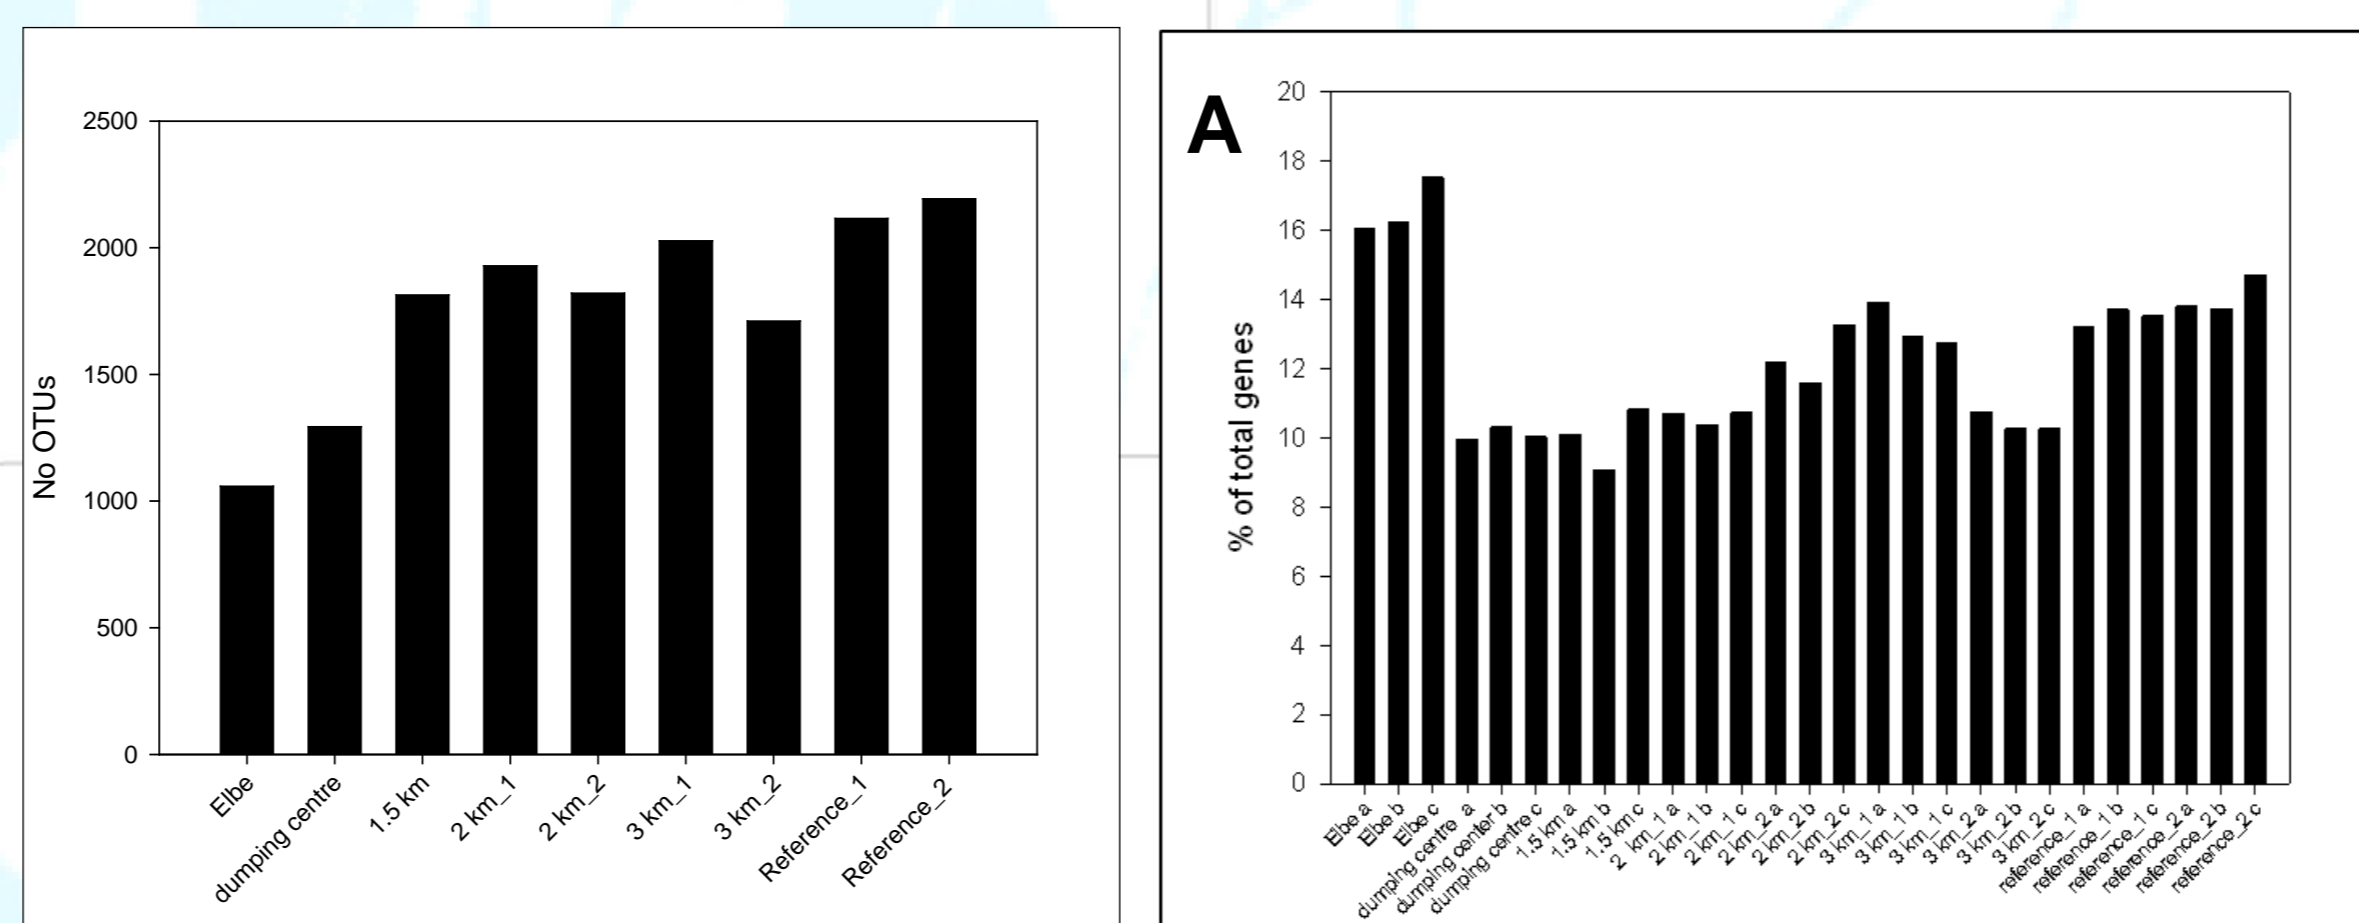 No OTUs
2500
2000
1500
1000
500
0
Elbe
dumping centre
1.5 km
2 km_1
2 km_2
3 km_1
3 km_2
Reference_1
Reference_2
A
% of total genes
20
18
16
14
12
10
8
6
4
2
0
Elbe a
Elbe b
Elbe c
dumping centre a
dumping center b
dumping centre c
1.5 km a
1.5 km b
1.5 km c
2 km_1 a
2 km_1 b
2 km_1 c
2 km_2 a
2 km_2 b
2 km_2 c
3 km_1 a
3 km_1 b
3 km_1 c
3 km_2 a
3 km_2 b
3 km_2 c
reference_1 a
reference_1 b
reference_1 c
reference_2 a
reference_2 b
reference_2 c